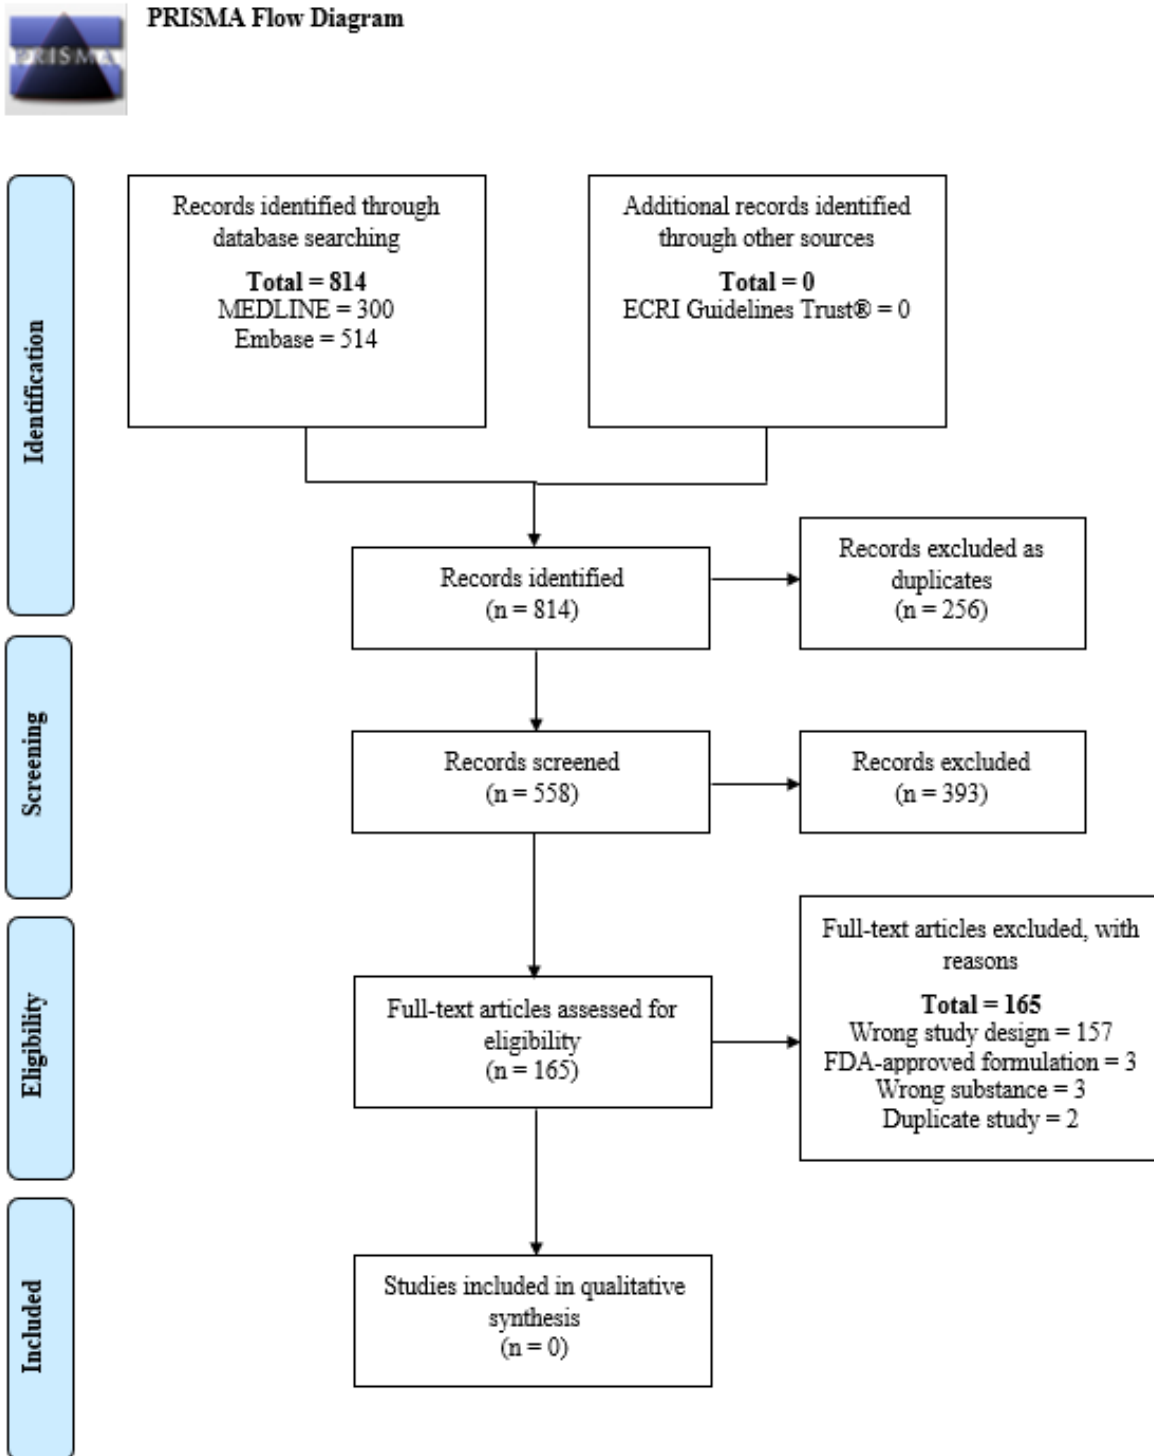 PRISMA Flow Diagram
PRISMA
Identification
Records identified through
database searching
Total = 814
MEDLINE = 300
Embase = 514
Additional records identified
through other sources
Total = 0
ECRI Guidelines Trust® = 0
Records identified
(n = 814)
Records excluded as
duplicates
(n = 256)
Screening
Records screened
(n = 558)
Records excluded
(n = 393)
Eligibility
Full-text articles assessed for
eligibility
(n = 165)
Full-text articles excluded, with
reasons
Total = 165
Wrong study design = 157
FDA-approved formulation = 3
Wrong substance = 3
Duplicate study = 2
Included
Studies included in qualitative
synthesis
(n = 0)